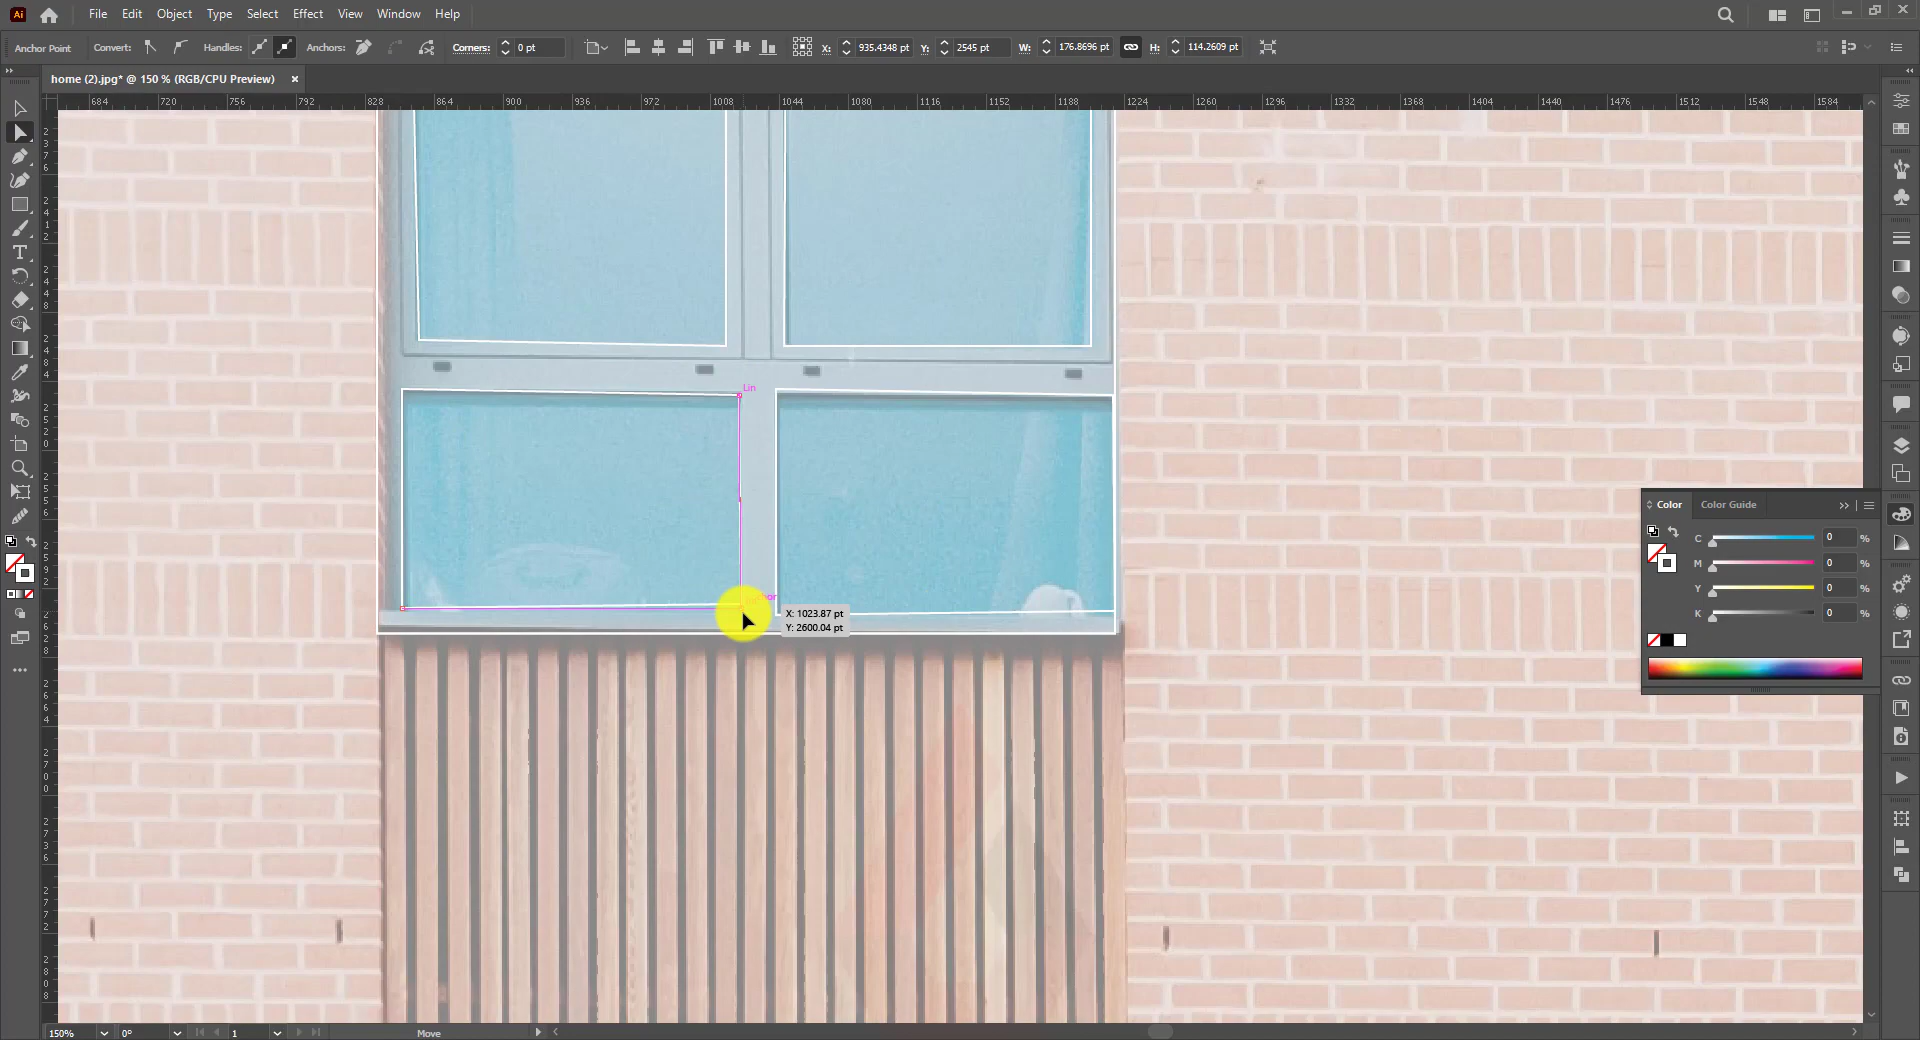 Ai File Edit Object Type Select Effect View Window Help
Anchor Point Convert: Handles: Anchors: Corners: 0 pt X: 935.4348 pt Y: 2545 pt W: 176.8696 pt H: 114.2609 pt
home (2).jpg* @ 150 % (RGB/CPU Preview) ×
684 720 756 792 828 864 900 936 972 1008 1044 1080 1116 1152 1188 1224 1260 1296 1332 1368 1404 1440 1476 1512 1548 1584
Lin
Color Color Guide
C 0 %
M 0 %
Y 0 %
K 0 %
X: 1023.87 pt
Y: 2600.04 pt
150% 0° 1 Move